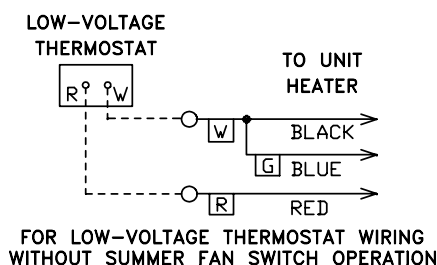 LOW-VOLTAGE
THERMOSTAT
TO UNIT
HEATER
R W
W
BLACK
G
BLUE
R
RED
FOR LOW-VOLTAGE THERMOSTAT WIRING
WITHOUT SUMMER FAN SWITCH OPERATION